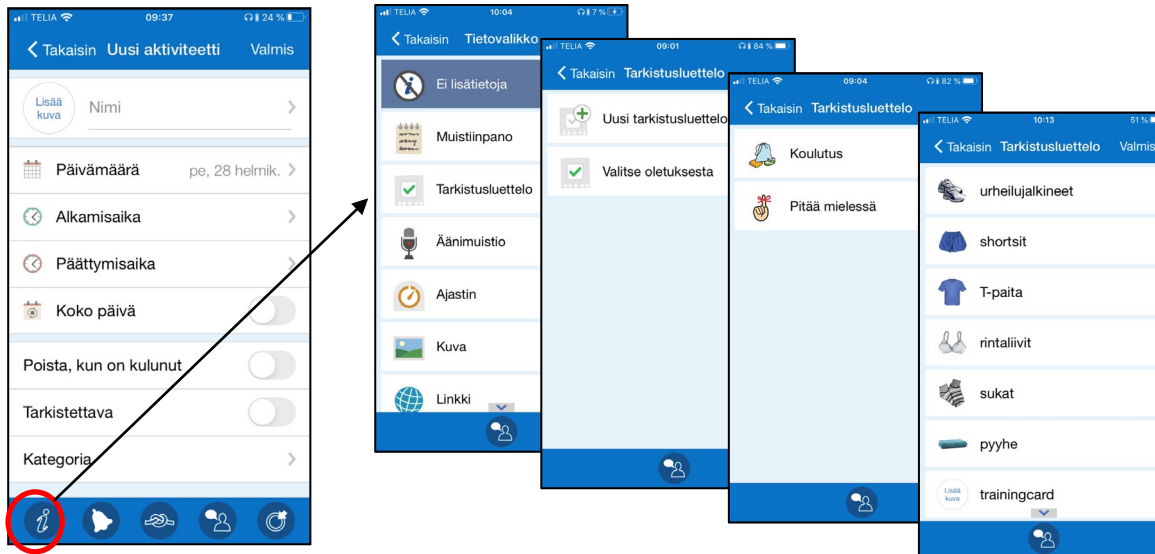 TELIA 09:37 24 %
Takaisin Uusi aktiviteetti Valmis
Lisää
kuva
Nimi
Päivämäärä pe, 28 helmik.
Alkamisaika
Päättymisaika
Koko päivä
Poista, kun on kulunut
Tarkistettava
Kategoria
i
TELIA 10:04 7 %
Takaisin Tietovalikko
Ei lisätietoja
Muistiinpano
Tarkistusluettelo
Äänimuistio
Ajastin
Kuva
Linkki
TELIA 09:01 84 %
Takaisin Tarkistusluettelo
Uusi tarkistusluettelo
Valitse oletuksesta
TELIA 09:04 82 %
Takaisin Tarkistusluettelo
Koulutus
Pitää mielessä
TELIA 10:13 51 %
Takaisin Tarkistusluettelo Valmis
urheilujalkineet
shortsit
T-paita
rintaliivit
sukat
pyyhe
Lisää
kuva
trainingcard